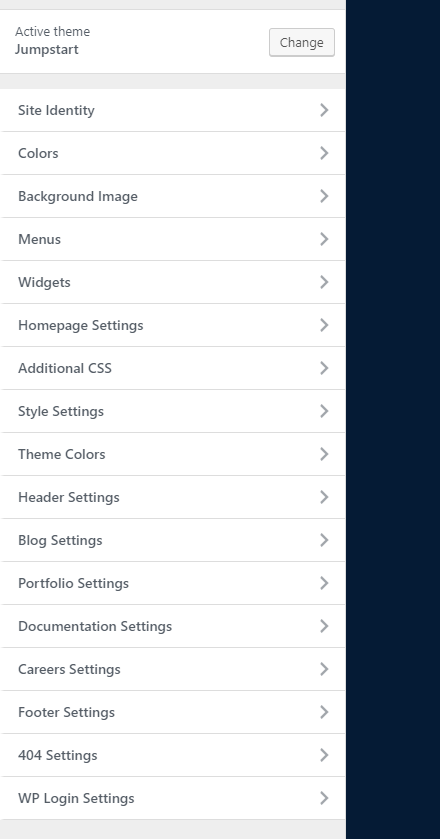 Active theme
Jumpstart
Change
Site Identity
Colors
Background Image
Menus
Widgets
Homepage Settings
Additional CSS
Style Settings
Theme Colors
Header Settings
Blog Settings
Portfolio Settings
Documentation Settings
Careers Settings
Footer Settings
404 Settings
WP Login Settings